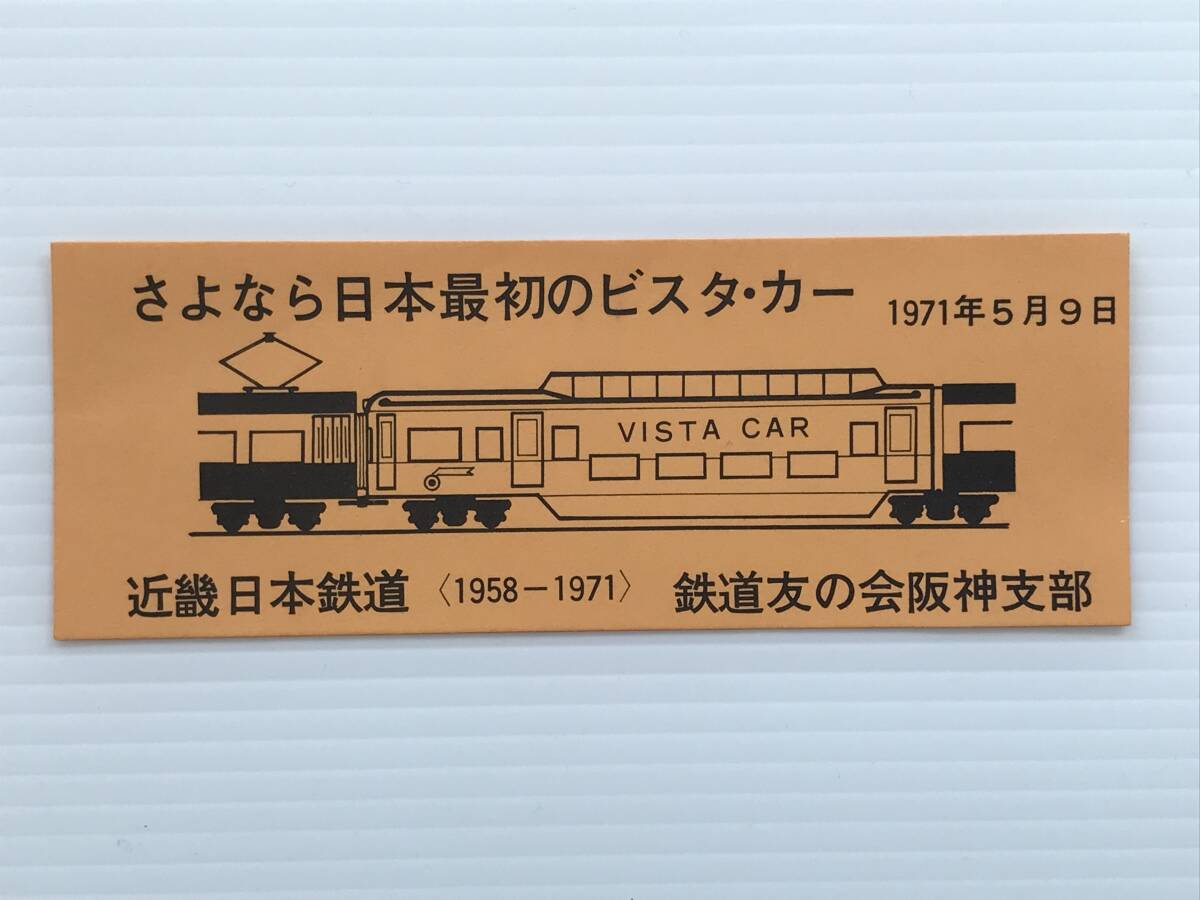 さよなら日本最初のビスタ・カー 1971年5月9日
VISTA CAR
近畿日本鉄道 〈1958－1971〉 鉄道友の会阪神支部